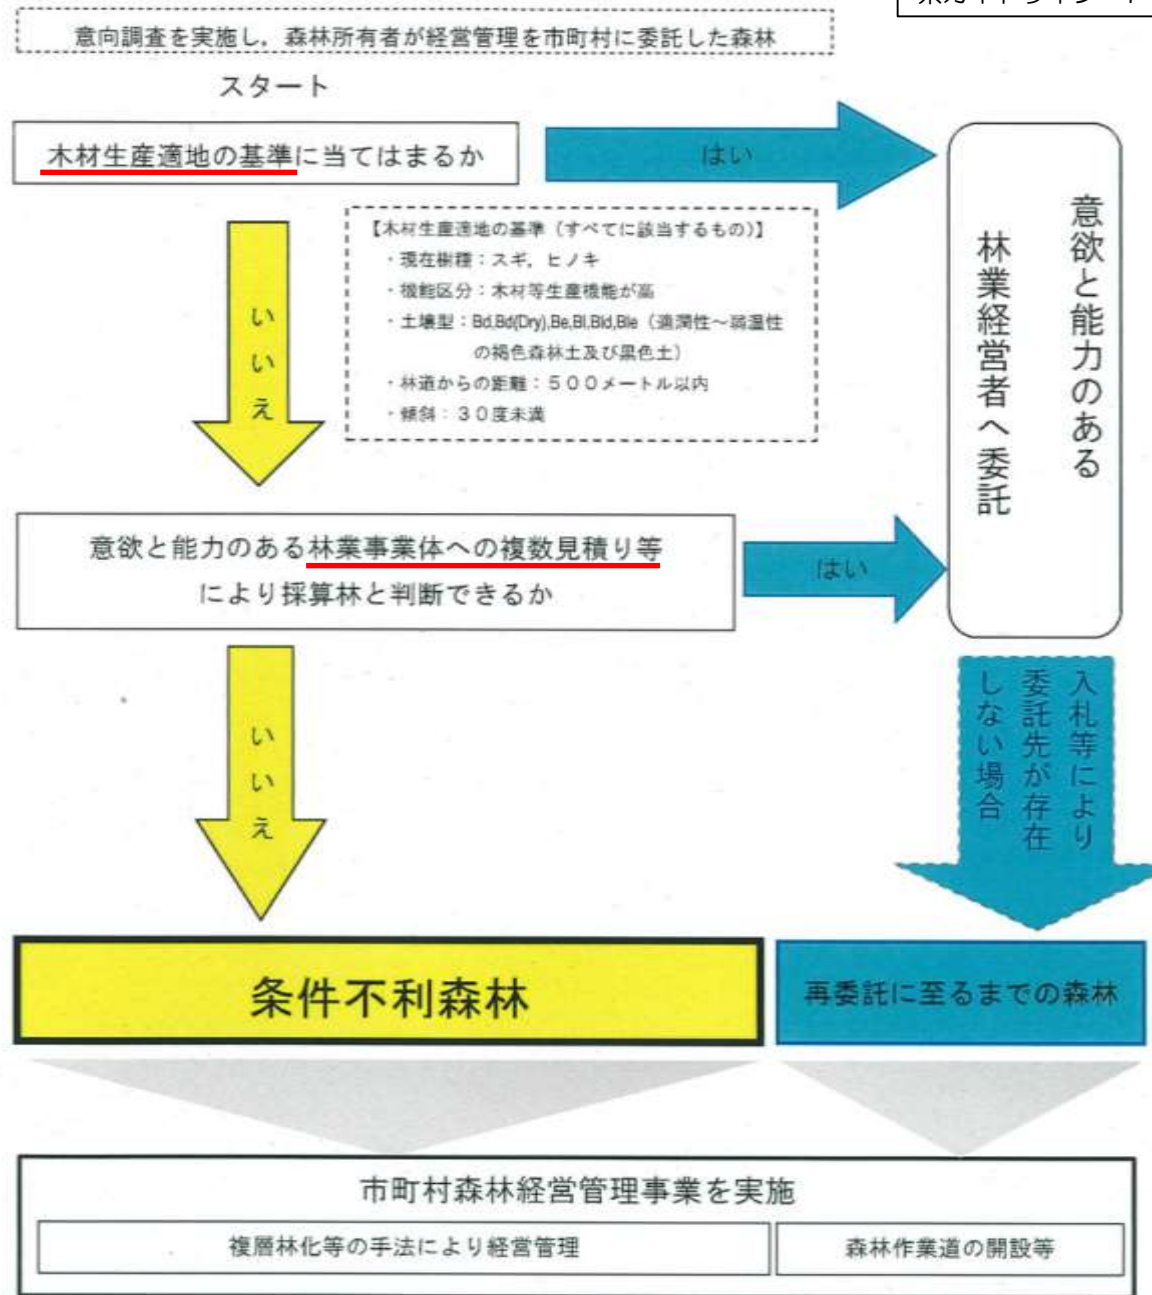 意向調査を実施し，森林所有者が経営管理を市町村に委託した森林
スタート
木材生産適地の基準に当てはまるか
はい
いいえ
【木材生産適地の基準（すべてに該当するもの）】
・現在樹種：スギ，ヒノキ
・機能区分：木材等生産機能が高
・土壌型：Bd,Bd(Dry),Be,Bl,Bld,Ble（適潤性～弱湿性
の褐色森林土及び黒色土）
・林道からの距離：５００メートル以内
・傾斜：３０度未満
意欲と能力のある
林業経営者へ委託
意欲と能力のある林業事業体への複数見積り等
により採算林と判断できるか
はい
いいえ
入札等により
委託先が存在
しない場合
条件不利森林
再委託に至るまでの森林
市町村森林経営管理事業を実施
複層林化等の手法により経営管理
森林作業道の開設等